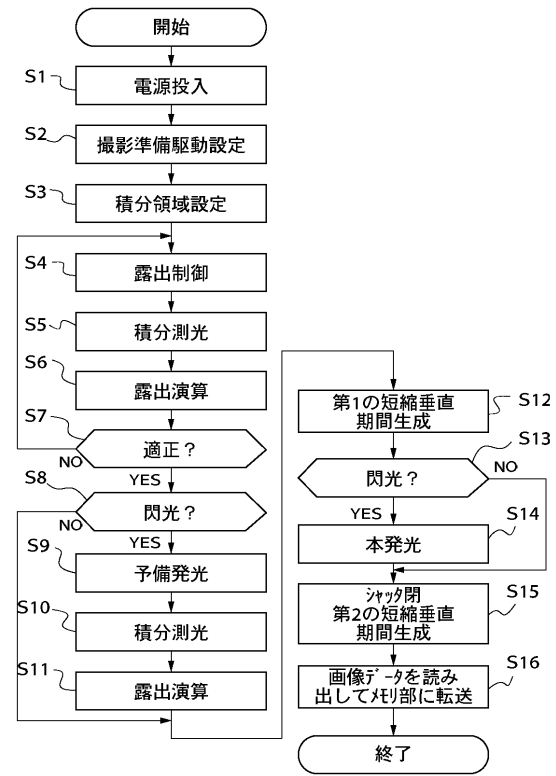 開始
S1
電源投入
S2
撮影準備駆動設定
S3
積分領域設定
S4
露出制御
S5
積分測光
S6
露出演算
S7
適正？
NO
YES
S8
閃光？
NO
YES
S9
予備発光
S10
積分測光
S11
露出演算
S12
第1の短縮垂直
期間生成
S13
閃光？
NO
YES
S14
本発光
S15
ｼｬｯﾀ閉
第2の短縮垂直
期間生成
S16
画像ﾃﾞｰﾀを読み
出してﾒﾓﾘ部に転送
終了